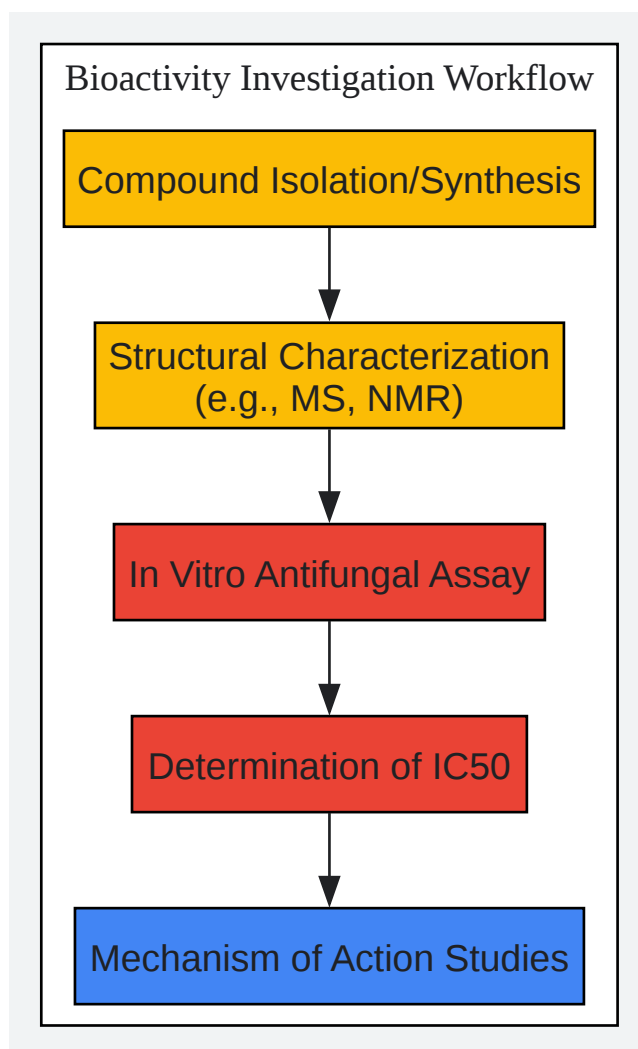 Bioactivity Investigation Workflow
Compound Isolation/Synthesis
Structural Characterization
(e.g., MS, NMR)
In Vitro Antifungal Assay
Determination of IC50
Mechanism of Action Studies